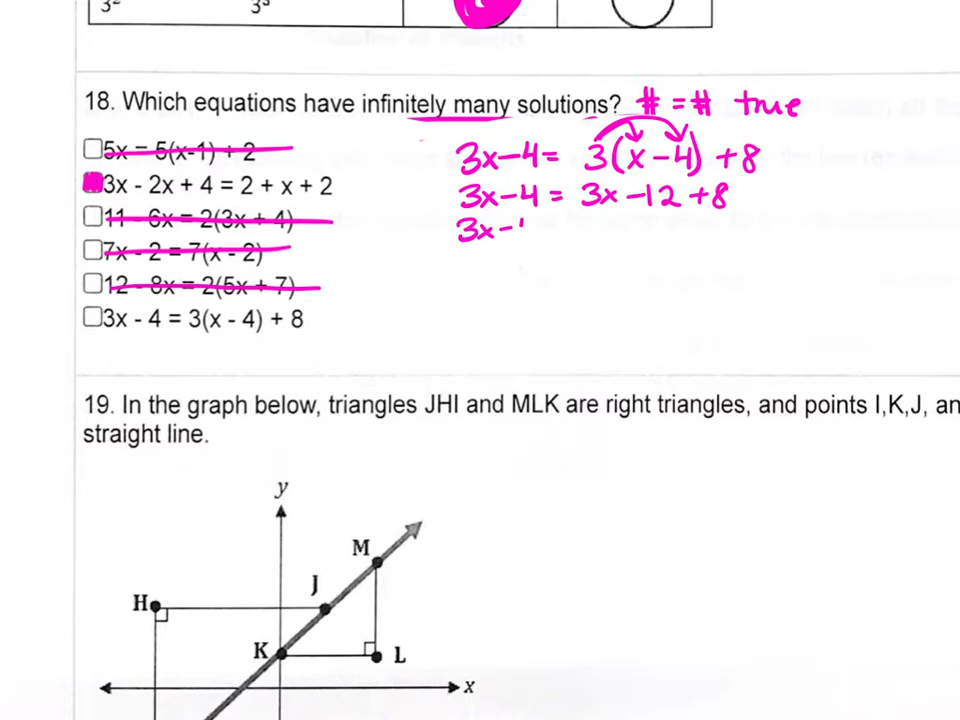 3² 3³
18. Which equations have infinitely many solutions? # = # true
5x = 5(x-1) + 2
3x - 2x + 4 = 2 + x + 2
11 - 6x = 2(3x + 4)
7x - 2 = 7(x - 2)
12 - 8x = 2(5x + 7)
3x - 4 = 3(x - 4) + 8
3x-4= 3(x-4) +8
3x-4 = 3x -12 +8
3x-
19. In the graph below, triangles JHI and MLK are right triangles, and points I,K,J, an
straight line.
y
M
J
H
K
L
x